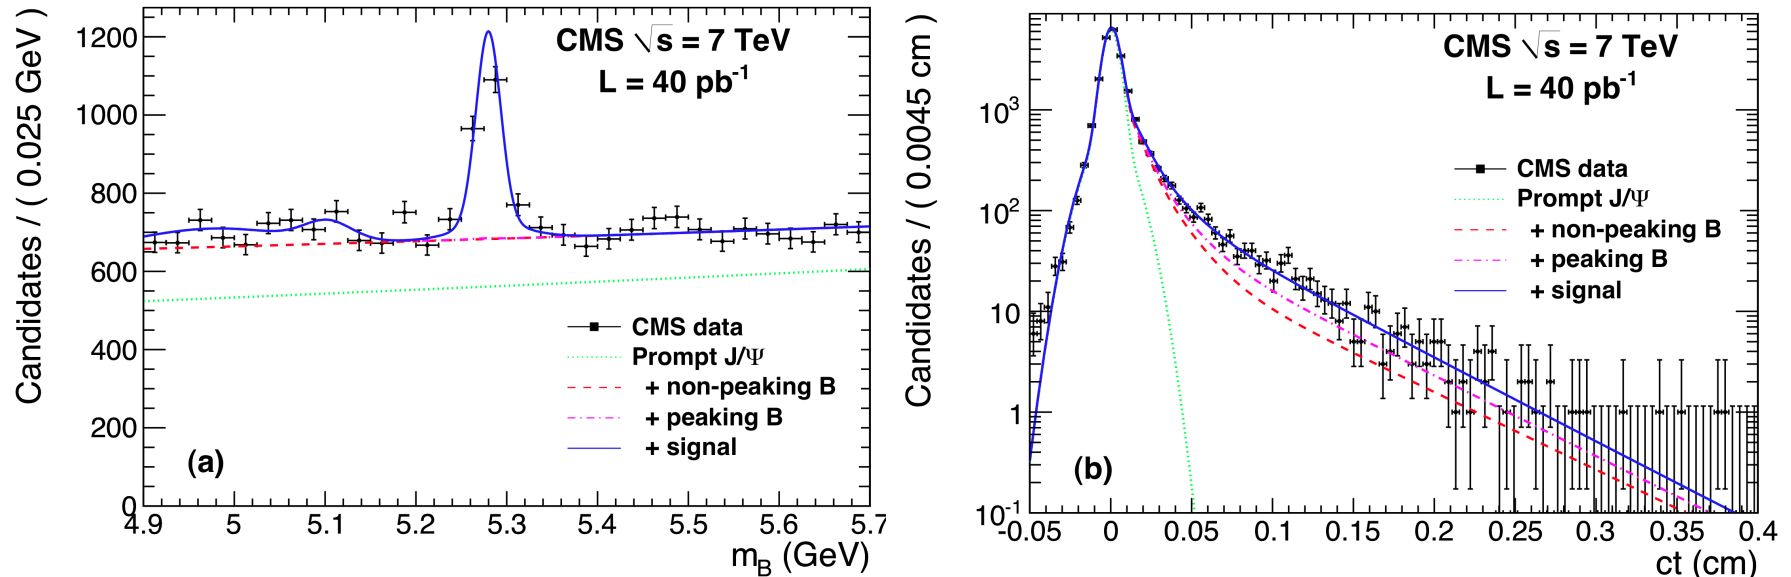 Candidates / ( 0.025 GeV )
1200
1000
800
600
400
200
0
CMS √s = 7 TeV
L = 40 pb-1
CMS data
Prompt J/Ψ
+ non-peaking B
+ peaking B
+ signal
(a)
4.9 5 5.1 5.2 5.3 5.4 5.5 5.6 5.7
mB (GeV)
Candidates / ( 0.0045 cm )
10³
10²
10
1
10-1
CMS √s = 7 TeV
L = 40 pb-1
CMS data
Prompt J/Ψ
+ non-peaking B
+ peaking B
+ signal
(b)
-0.05 0 0.05 0.1 0.15 0.2 0.25 0.3 0.35 0.4
ct (cm)